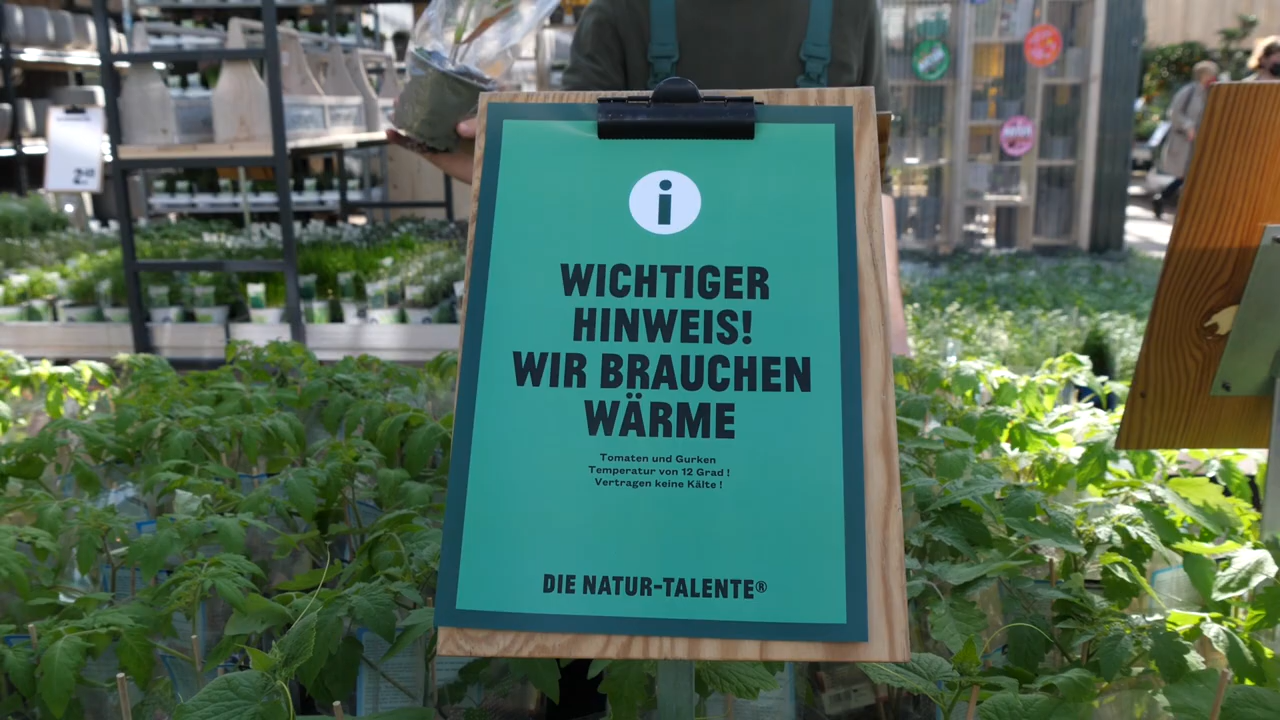 i
WICHTIGER
HINWEIS!
WIR BRAUCHEN
WÄRME
Tomaten und Gurken
Temperatur von 12 Grad !
Vertragen keine Kälte !
DIE NATUR-TALENTE®